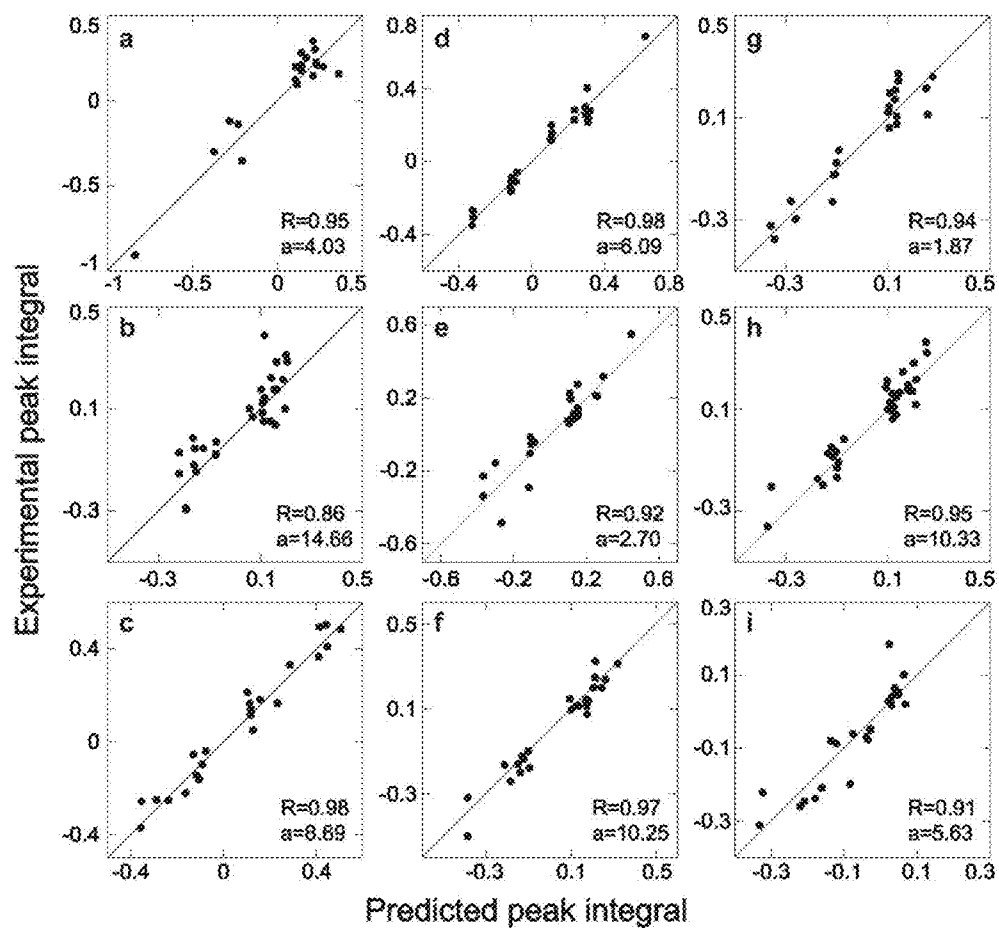 Experimental peak integral
a
0.5
0
-0.5
-1
-1
-0.5
0
0.5
R=0.95
a=4.03
d
0.8
0.4
0
-0.4
-0.4
0
0.4
0.8
R=0.98
a=6.09
g
0.5
0.1
-0.3
-0.3
0.1
0.5
R=0.94
a=1.87
b
0.5
0.1
-0.3
-0.3
0.1
0.5
R=0.86
a=14.66
e
0.6
0.2
-0.2
-0.6
-0.6
-0.2
0.2
0.6
R=0.92
a=2.70
h
0.5
0.1
-0.3
-0.3
0.1
0.5
R=0.95
a=10.33
c
0.4
0
-0.4
-0.4
0
0.4
R=0.98
a=8.69
f
0.5
0.1
-0.3
-0.3
0.1
0.5
R=0.97
a=10.25
i
0.3
0.1
-0.1
-0.3
-0.3
-0.1
0.1
0.3
R=0.91
a=5.63
Predicted peak integral